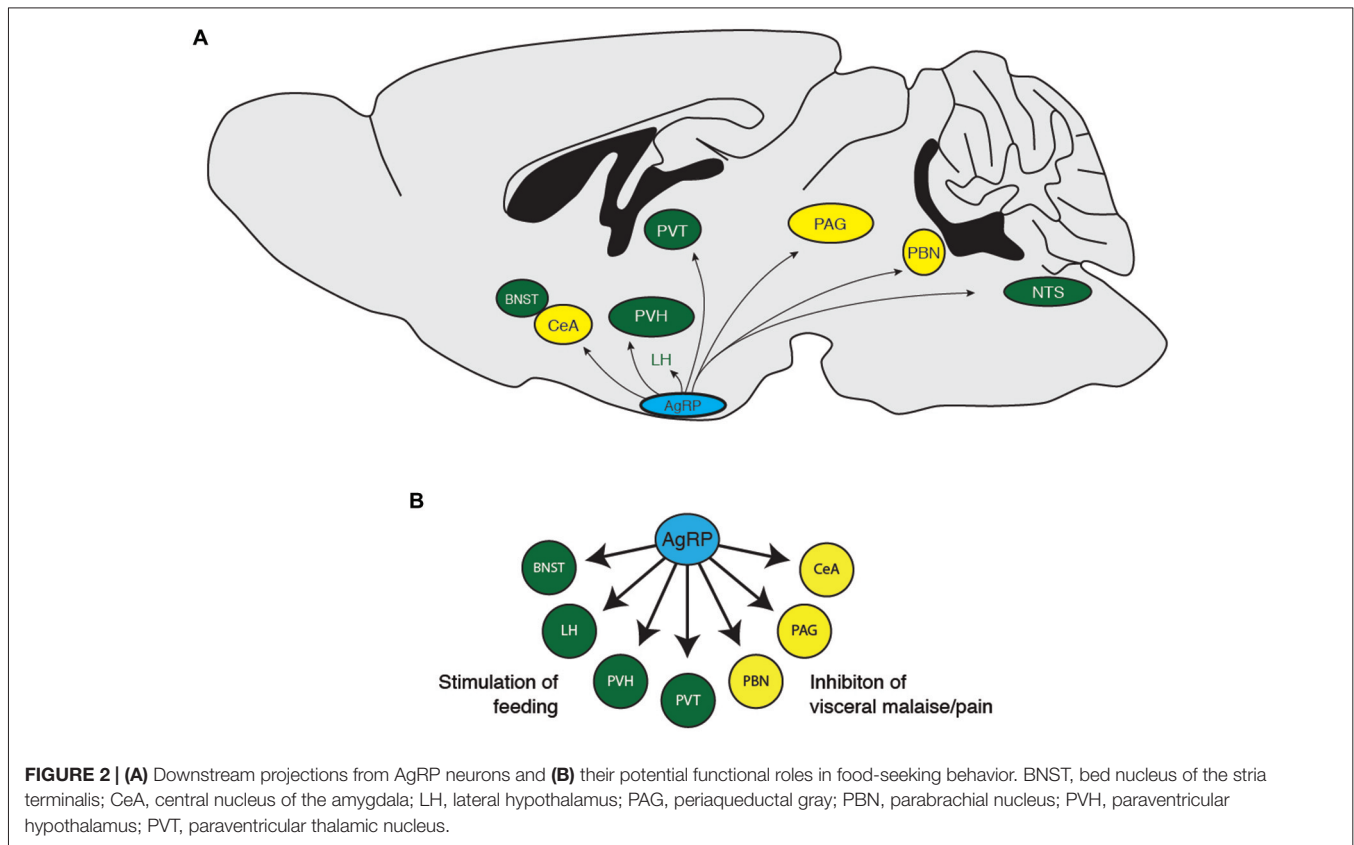 A
PVT
PAG
PBN
BNST
NTS
CeA
PVH
LH
AgRP
B
AgRP
BNST
CeA
LH
PAG
PVH
PBN
PVT
Stimulation of
feeding
Inhibiton of
visceral malaise/pain
FIGURE 2 | (A) Downstream projections from AgRP neurons and (B) their potential functional roles in food-seeking behavior. BNST, bed nucleus of the stria
terminalis; CeA, central nucleus of the amygdala; LH, lateral hypothalamus; PAG, periaqueductal gray; PBN, parabrachial nucleus; PVH, paraventricular
hypothalamus; PVT, paraventricular thalamic nucleus.